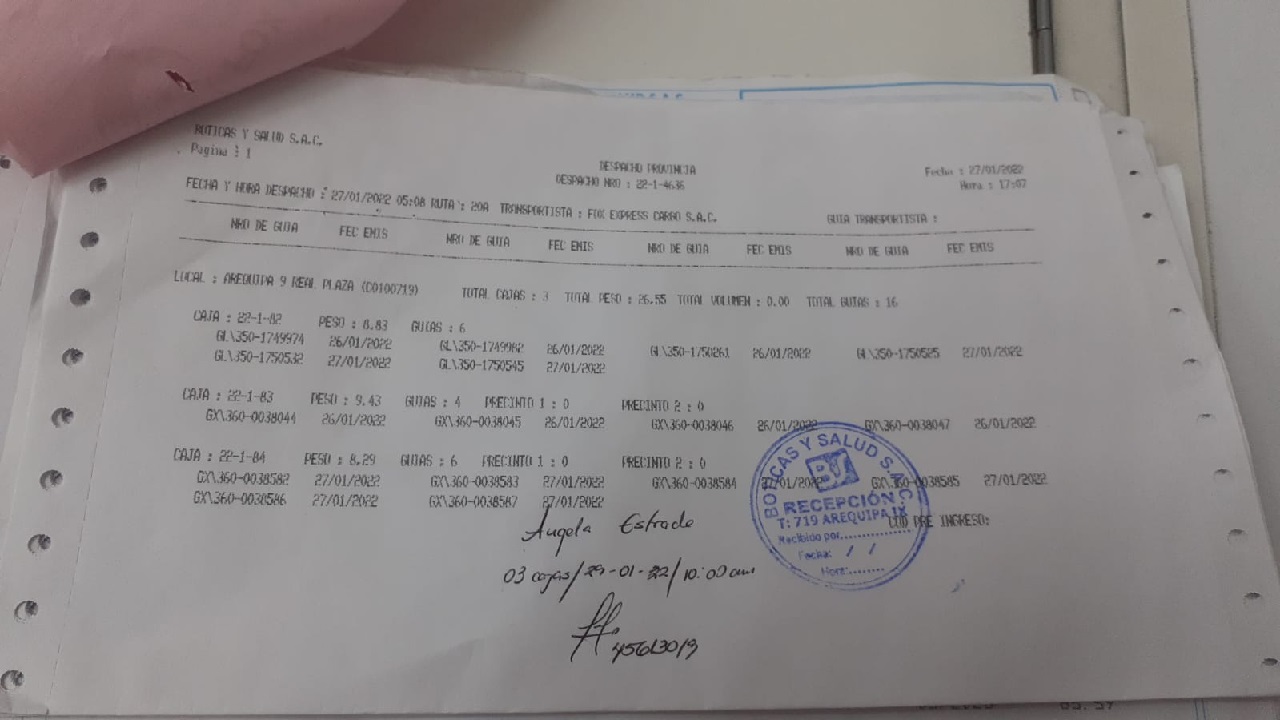 BOTICAS Y SALUD S.A.C.
Pagina : 1
DESPACHO PROVINCIA
DESPACHO NRO : 22-1-4636
Fecha : 27/01/2022
Hora : 17:07
FECHA Y HORA DESPACHO : 27/01/2022 05:08 RUTA : 20A TRANSPORTISTA : FOX EXPRESS CARGO S.A.C. GUIA TRANSPORTISTA :
NRO DE GUIA FEC EMIS NRO DE GUIA FEC EMIS NRO DE GUIA FEC EMIS NRO DE GUIA FEC EMIS
LOCAL : AREQUIPA 9 REAL PLAZA (C0100719) TOTAL CAJAS : 3 TOTAL PESO : 26.55 TOTAL VOLUMEN : 0.00 TOTAL GUIAS : 16
CAJA : 22-1-82 PESO : 8.83 GUIAS : 6
GL\350-1749974 26/01/2022 GL\350-1749982 26/01/2022 GL\350-1750261 26/01/2022 GL\350-1750525 27/01/2022
GL\350-1750532 27/01/2022 GL\350-1750545 27/01/2022
CAJA : 22-1-83 PESO : 9.43 GUIAS : 4 PRECINTO 1 : 0 PRECINTO 2 : 0
GX\360-0038044 26/01/2022 GX\360-0038045 26/01/2022 GX\360-0038046 26/01/2022 GX\360-0038047 26/01/2022
CAJA : 22-1-84 PESO : 8.29 GUIAS : 6 PRECINTO 1 : 0 PRECINTO 2 : 0
GX\360-0038582 27/01/2022 GX\360-0038583 27/01/2022 GX\360-0038584 27/01/2022 GX\360-0038585 27/01/2022
GX\360-0038586 27/01/2022 GX\360-0038587 27/01/2022
COD PRE INGRESO:
BOTICAS Y SALUD S.A.C
RECEPCIÓN
T: 719 AREQUIPA IX
Recibido por:..............
Fecha: / /
Hora:........
Angela Estrada
03 cajas/29-01-22/10:00 am